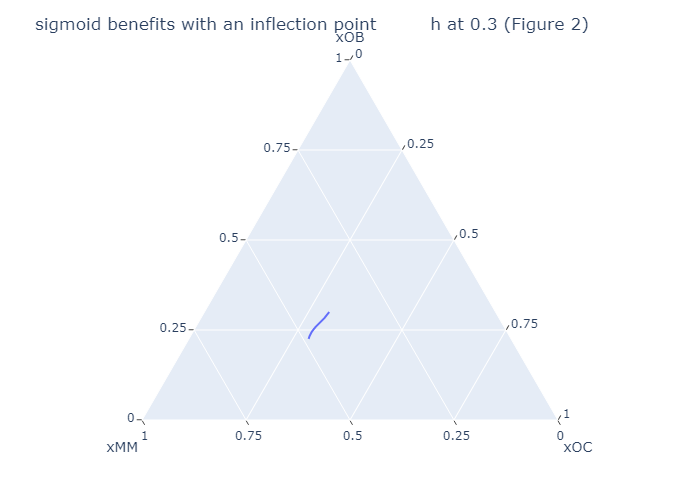 sigmoid benefits with an inflection point h at 0.3 (Figure 2)
xOB
1 0
0.75 0.25
0.5 0.5
0.25 0.75
0 1
1 0.75 0.5 0.25 0
xMM xOC